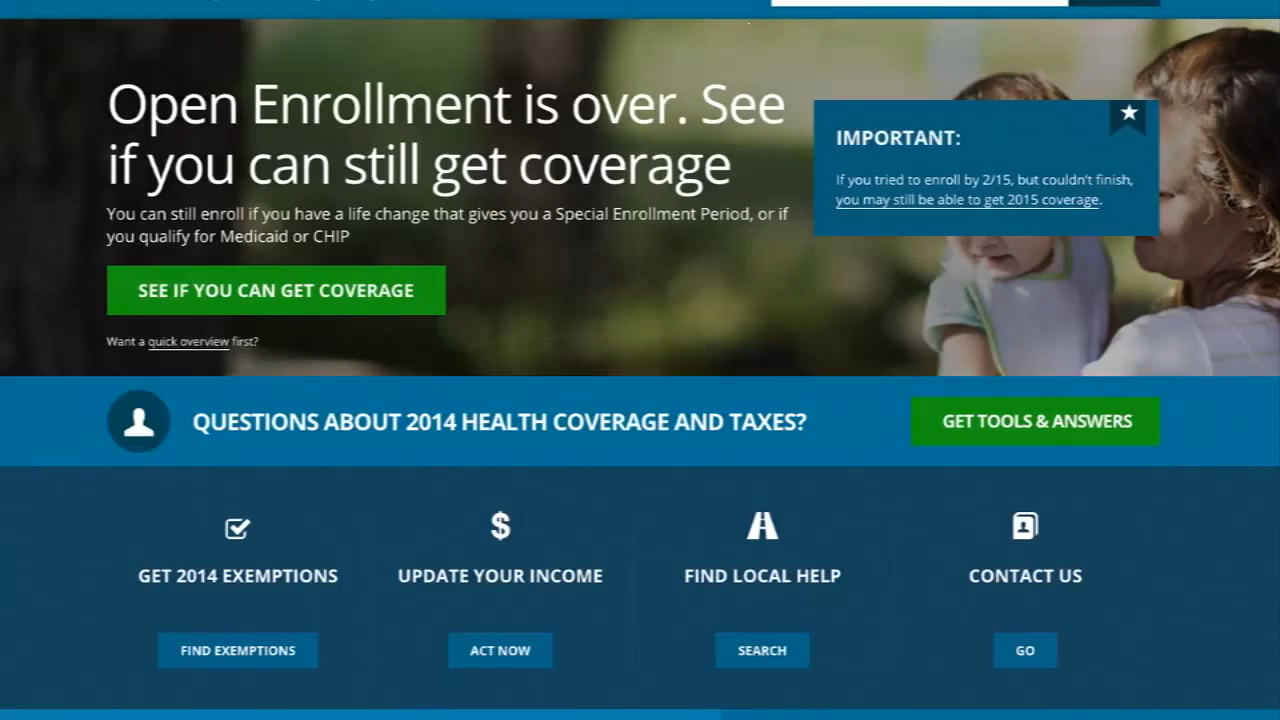 Open Enrollment is over. See
if you can still get coverage
You can still enroll if you have a life change that gives you a Special Enrollment Period, or if
you qualify for Medicaid or CHIP
SEE IF YOU CAN GET COVERAGE
Want a quick overview first?
IMPORTANT:
If you tried to enroll by 2/15, but couldn't finish,
you may still be able to get 2015 coverage.
QUESTIONS ABOUT 2014 HEALTH COVERAGE AND TAXES?
GET TOOLS & ANSWERS
GET 2014 EXEMPTIONS
FIND EXEMPTIONS
UPDATE YOUR INCOME
ACT NOW
FIND LOCAL HELP
SEARCH
CONTACT US
GO